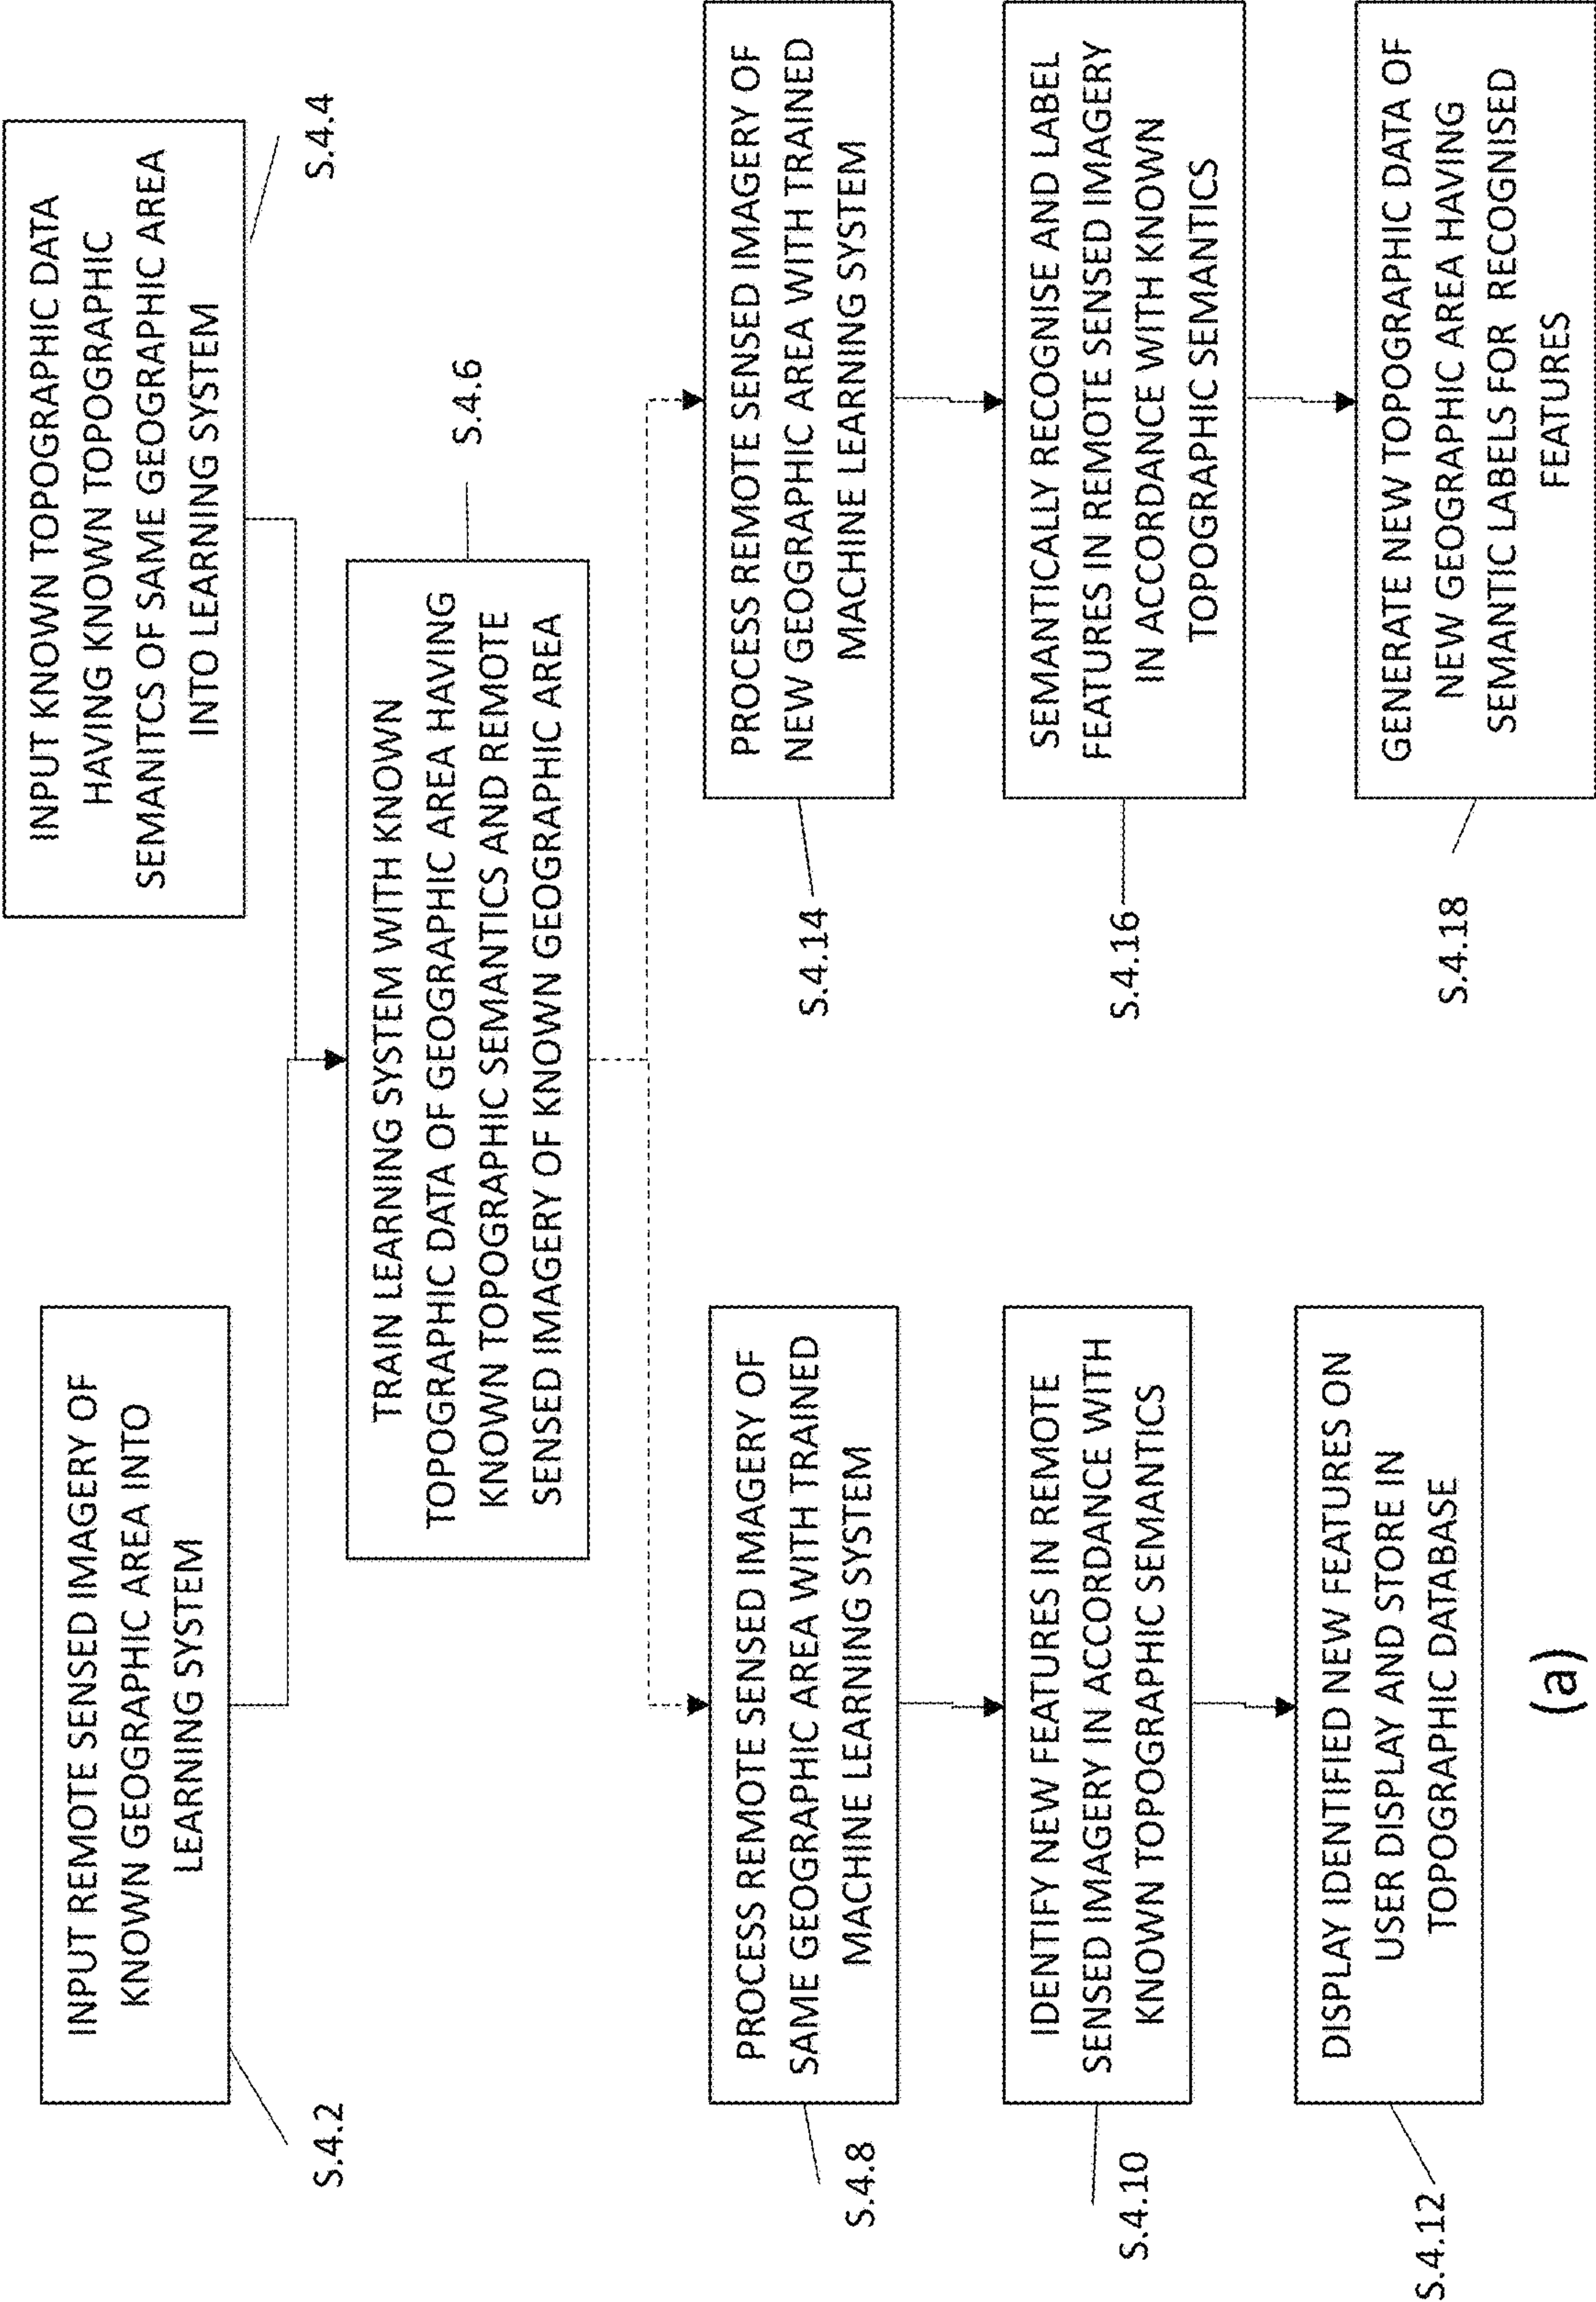 INPUT REMOTE SENSED IMAGERY OF
KNOWN GEOGRAPHIC AREA INTO
LEARNING SYSTEM
S.4.2
INPUT KNOWN TOPOGRAPHIC DATA
HAVING KNOWN TOPOGRAPHIC
SEMANITCS OF SAME GEOGRAPHIC AREA
INTO LEARNING SYSTEM
S.4.4
TRAIN LEARNING SYSTEM WITH KNOWN
TOPOGRAPHIC DATA OF GEOGRAPHIC AREA HAVING
KNOWN TOPOGRAPHIC SEMANTICS AND REMOTE
SENSED IMAGERY OF KNOWN GEOGRAPHIC AREA
S.4.6
PROCESS REMOTE SENSED IMAGERY OF
SAME GEOGRAPHIC AREA WITH TRAINED
MACHINE LEARNING SYSTEM
S.4.8
IDENTIFY NEW FEATURES IN REMOTE
SENSED IMAGERY IN ACCORDANCE WITH
KNOWN TOPOGRAPHIC SEMANTICS
S.4.10
DISPLAY IDENTIFIED NEW FEATURES ON
USER DISPLAY AND STORE IN
TOPOGRAPHIC DATABASE
S.4.12
PROCESS REMOTE SENSED IMAGERY OF
NEW GEOGRAPHIC AREA WITH TRAINED
MACHINE LEARNING SYSTEM
S.4.14
SEMANTICALLY RECOGNISE AND LABEL
FEATURES IN REMOTE SENSED IMAGERY
IN ACCORDANCE WITH KNOWN
TOPOGRAPHIC SEMANTICS
S.4.16
GENERATE NEW TOPOGRAPHIC DATA OF
NEW GEOGRAPHIC AREA HAVING
SEMANTIC LABELS FOR RECOGNISED
FEATURES
S.4.18
(a)